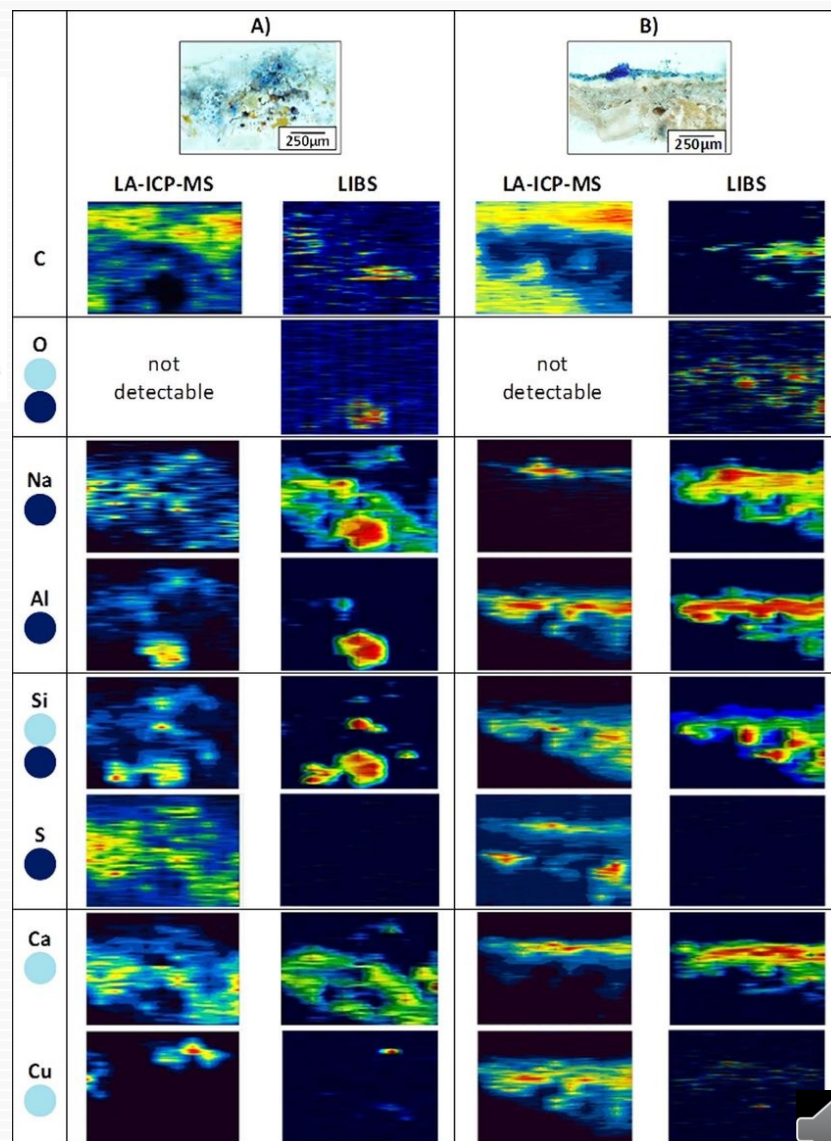 A) B)
250µm 250µm
LA-ICP-MS LIBS LA-ICP-MS LIBS
C
O
not
detectable
not
detectable
Na
Al
Si
S
Ca
Cu